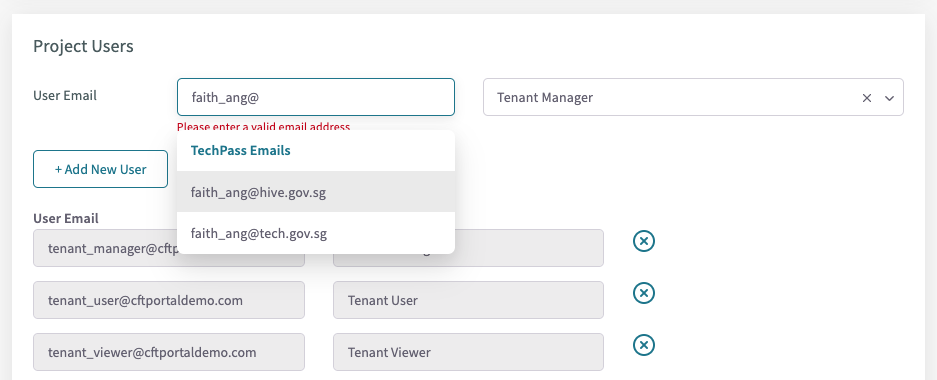 Project Users
User Email
faith_ang@
Tenant Manager
Please enter a valid email address
TechPass Emails
faith_ang@hive.gov.sg
faith_ang@tech.gov.sg
+ Add New User
User Email
tenant_manager@cftp
tenant_user@cftportaldemo.com
Tenant User
tenant_viewer@cftportaldemo.com
Tenant Viewer